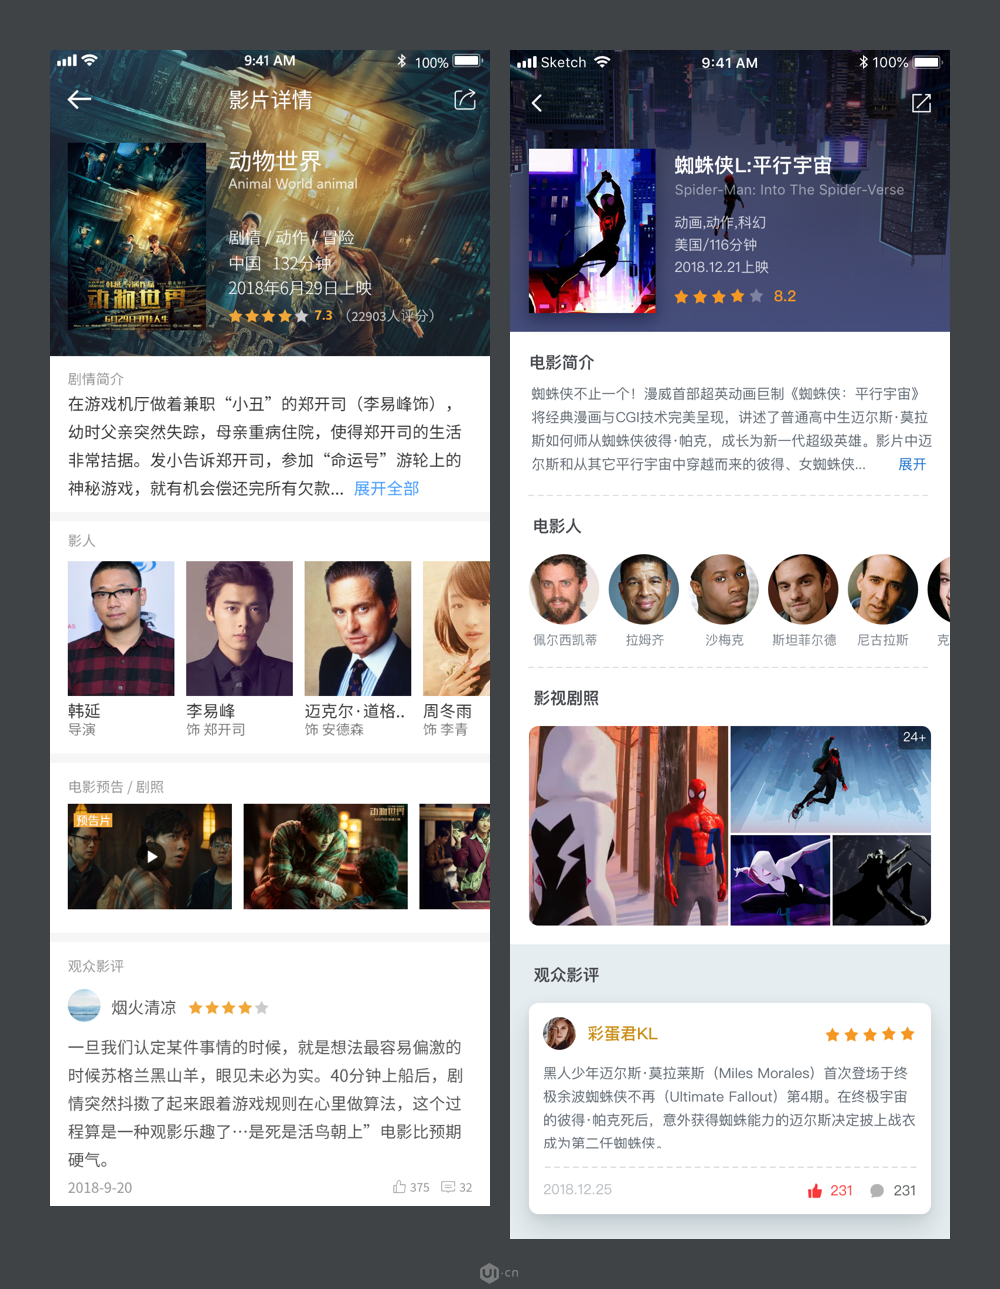 9:41 AM
100%
影片详情
动物世界
Animal World animal
剧情 / 动作 / 冒险
中国 132分钟
2018年6月29日上映
7.3 （22903人评分）
动物世界
6月29日
剧情简介
在游戏机厅做着兼职“小丑”的郑开司（李易峰饰），
幼时父亲突然失踪，母亲重病住院，使得郑开司的生活
非常拮据。发小告诉郑开司，参加“命运号”游轮上的
神秘游戏，就有机会偿还完所有欠款... 展开全部
影人
韩延
导演
李易峰
饰 郑开司
迈克尔·道格..
饰 安德森
周冬雨
饰 李青
电影预告 / 剧照
预告片
动物世界
观众影评
烟火清凉
一旦我们认定某件事情的时候，就是想法最容易偏激的
时候苏格兰黑山羊，眼见未必为实。40分钟上船后，剧
情突然抖擞了起来跟着游戏规则在心里做算法，这个过
程算是一种观影乐趣了…是死是活鸟朝上”电影比预期
硬气。
2018-9-20
375
32
Sketch
9:41 AM
100%
蜘蛛侠L:平行宇宙
Spider-Man: Into The Spider-Verse
动画,动作,科幻
美国/116分钟
2018.12.21上映
8.2
电影简介
蜘蛛侠不止一个！漫威首部超英动画巨制《蜘蛛侠：平行宇宙》
将经典漫画与CGI技术完美呈现，讲述了普通高中生迈尔斯·莫拉
斯如何师从蜘蛛侠彼得·帕克，成长为新一代超级英雄。影片中迈
尔斯和从其它平行宇宙中穿越而来的彼得、女蜘蛛侠... 展开
电影人
佩尔西凯蒂
拉姆齐
沙梅克
斯坦菲尔德
尼古拉斯
克
影视剧照
24+
观众影评
彩蛋君KL
黑人少年迈尔斯·莫拉莱斯（Miles Morales）首次登场于终
极余波蜘蛛侠不再（Ultimate Fallout）第4期。在终极宇宙
的彼得·帕克死后，意外获得蜘蛛能力的迈尔斯决定披上战衣
成为第二任蜘蛛侠。
2018.12.25
231
231
UI·cn